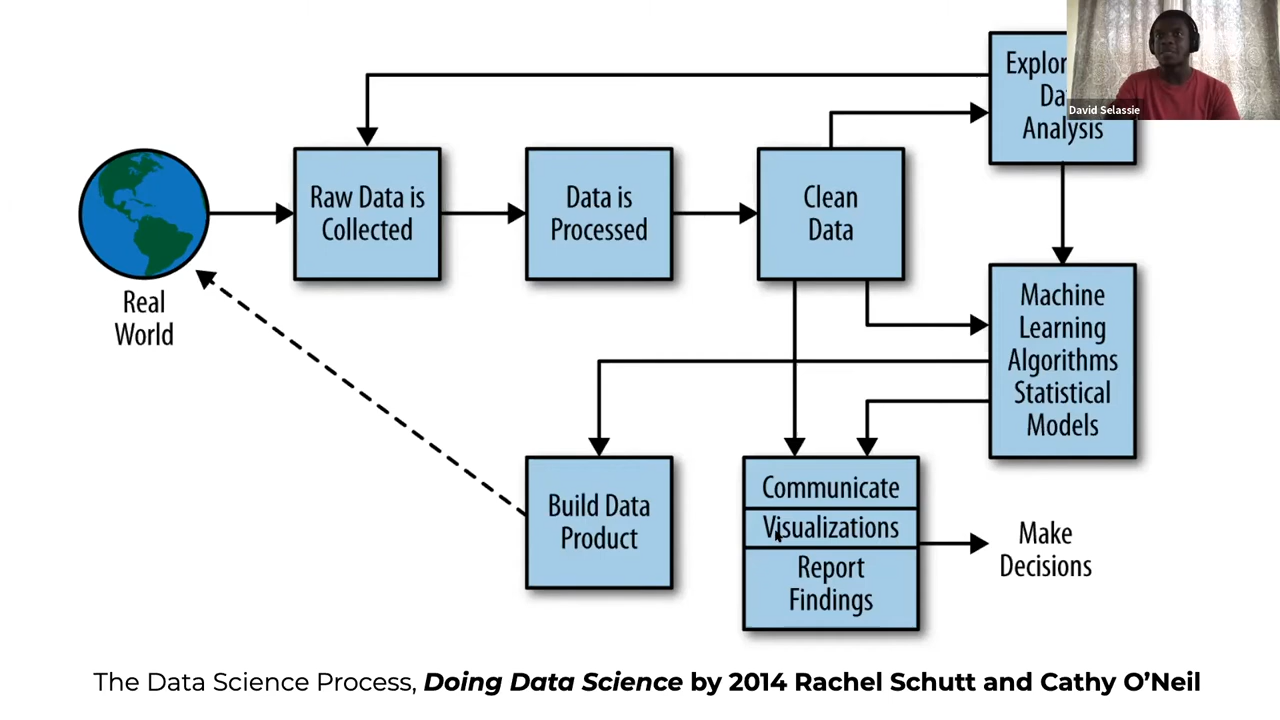 Explor
Da
Analysis
David Selassie
Raw Data is
Collected
Data is
Processed
Clean
Data
Real
World
Machine
Learning
Algorithms
Statistical
Models
Build Data
Product
Communicate
Visualizations
Report
Findings
Make
Decisions
The Data Science Process, Doing Data Science by 2014 Rachel Schutt and Cathy O’Neil